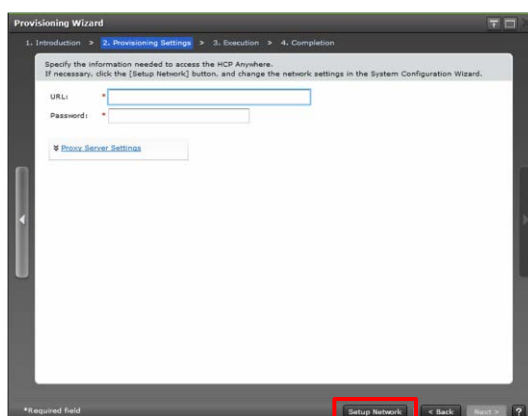 Provisioning Wizard
1. Introduction > 2. Provisioning Settings > 3. Execution > 4. Completion
Specify the information needed to access the HCP Anywhere.
If necessary, click the [Setup Network] button, and change the network settings in the System Configuration Wizard.
URL: *
Password: *
Proxy Server Settings
*Required field
Setup Network < Back Next > ?